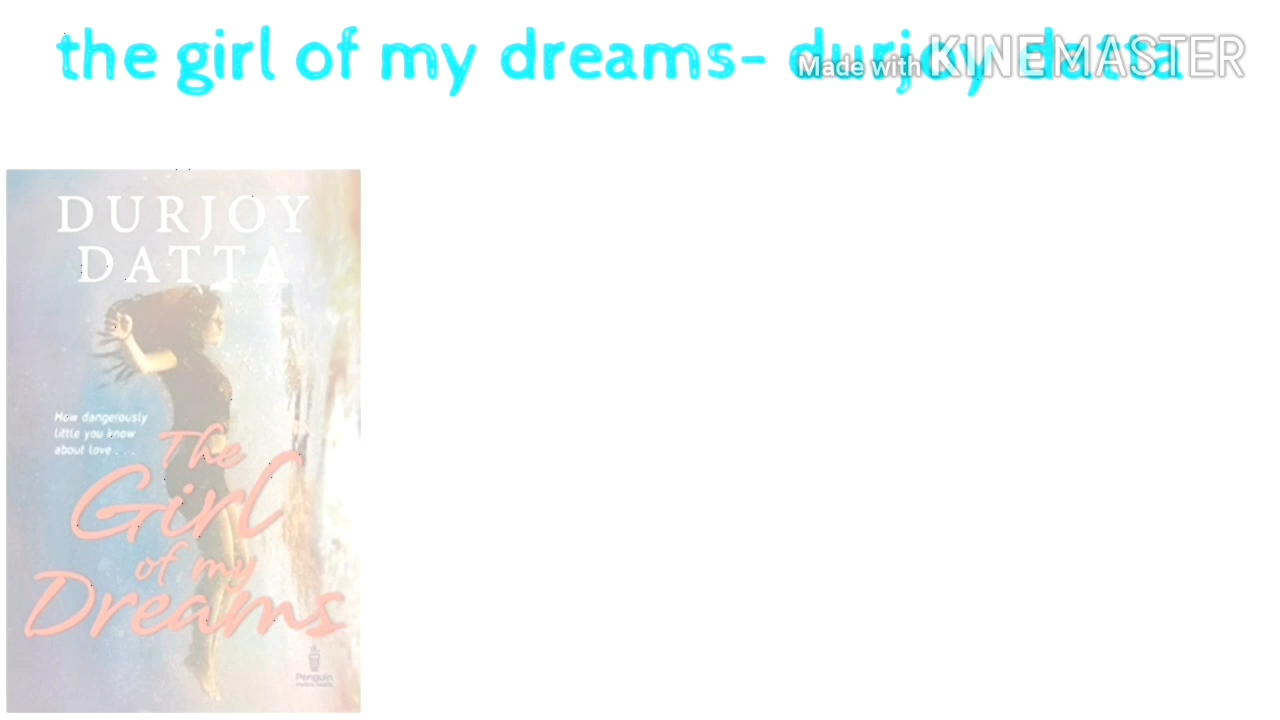 the girl of my dreams- durjoy datta
Made with KINEMASTER
DURJOY
DATTA
How dangerously
little you know
about love . . .
The
Girl
of my
Dreams
Penguin